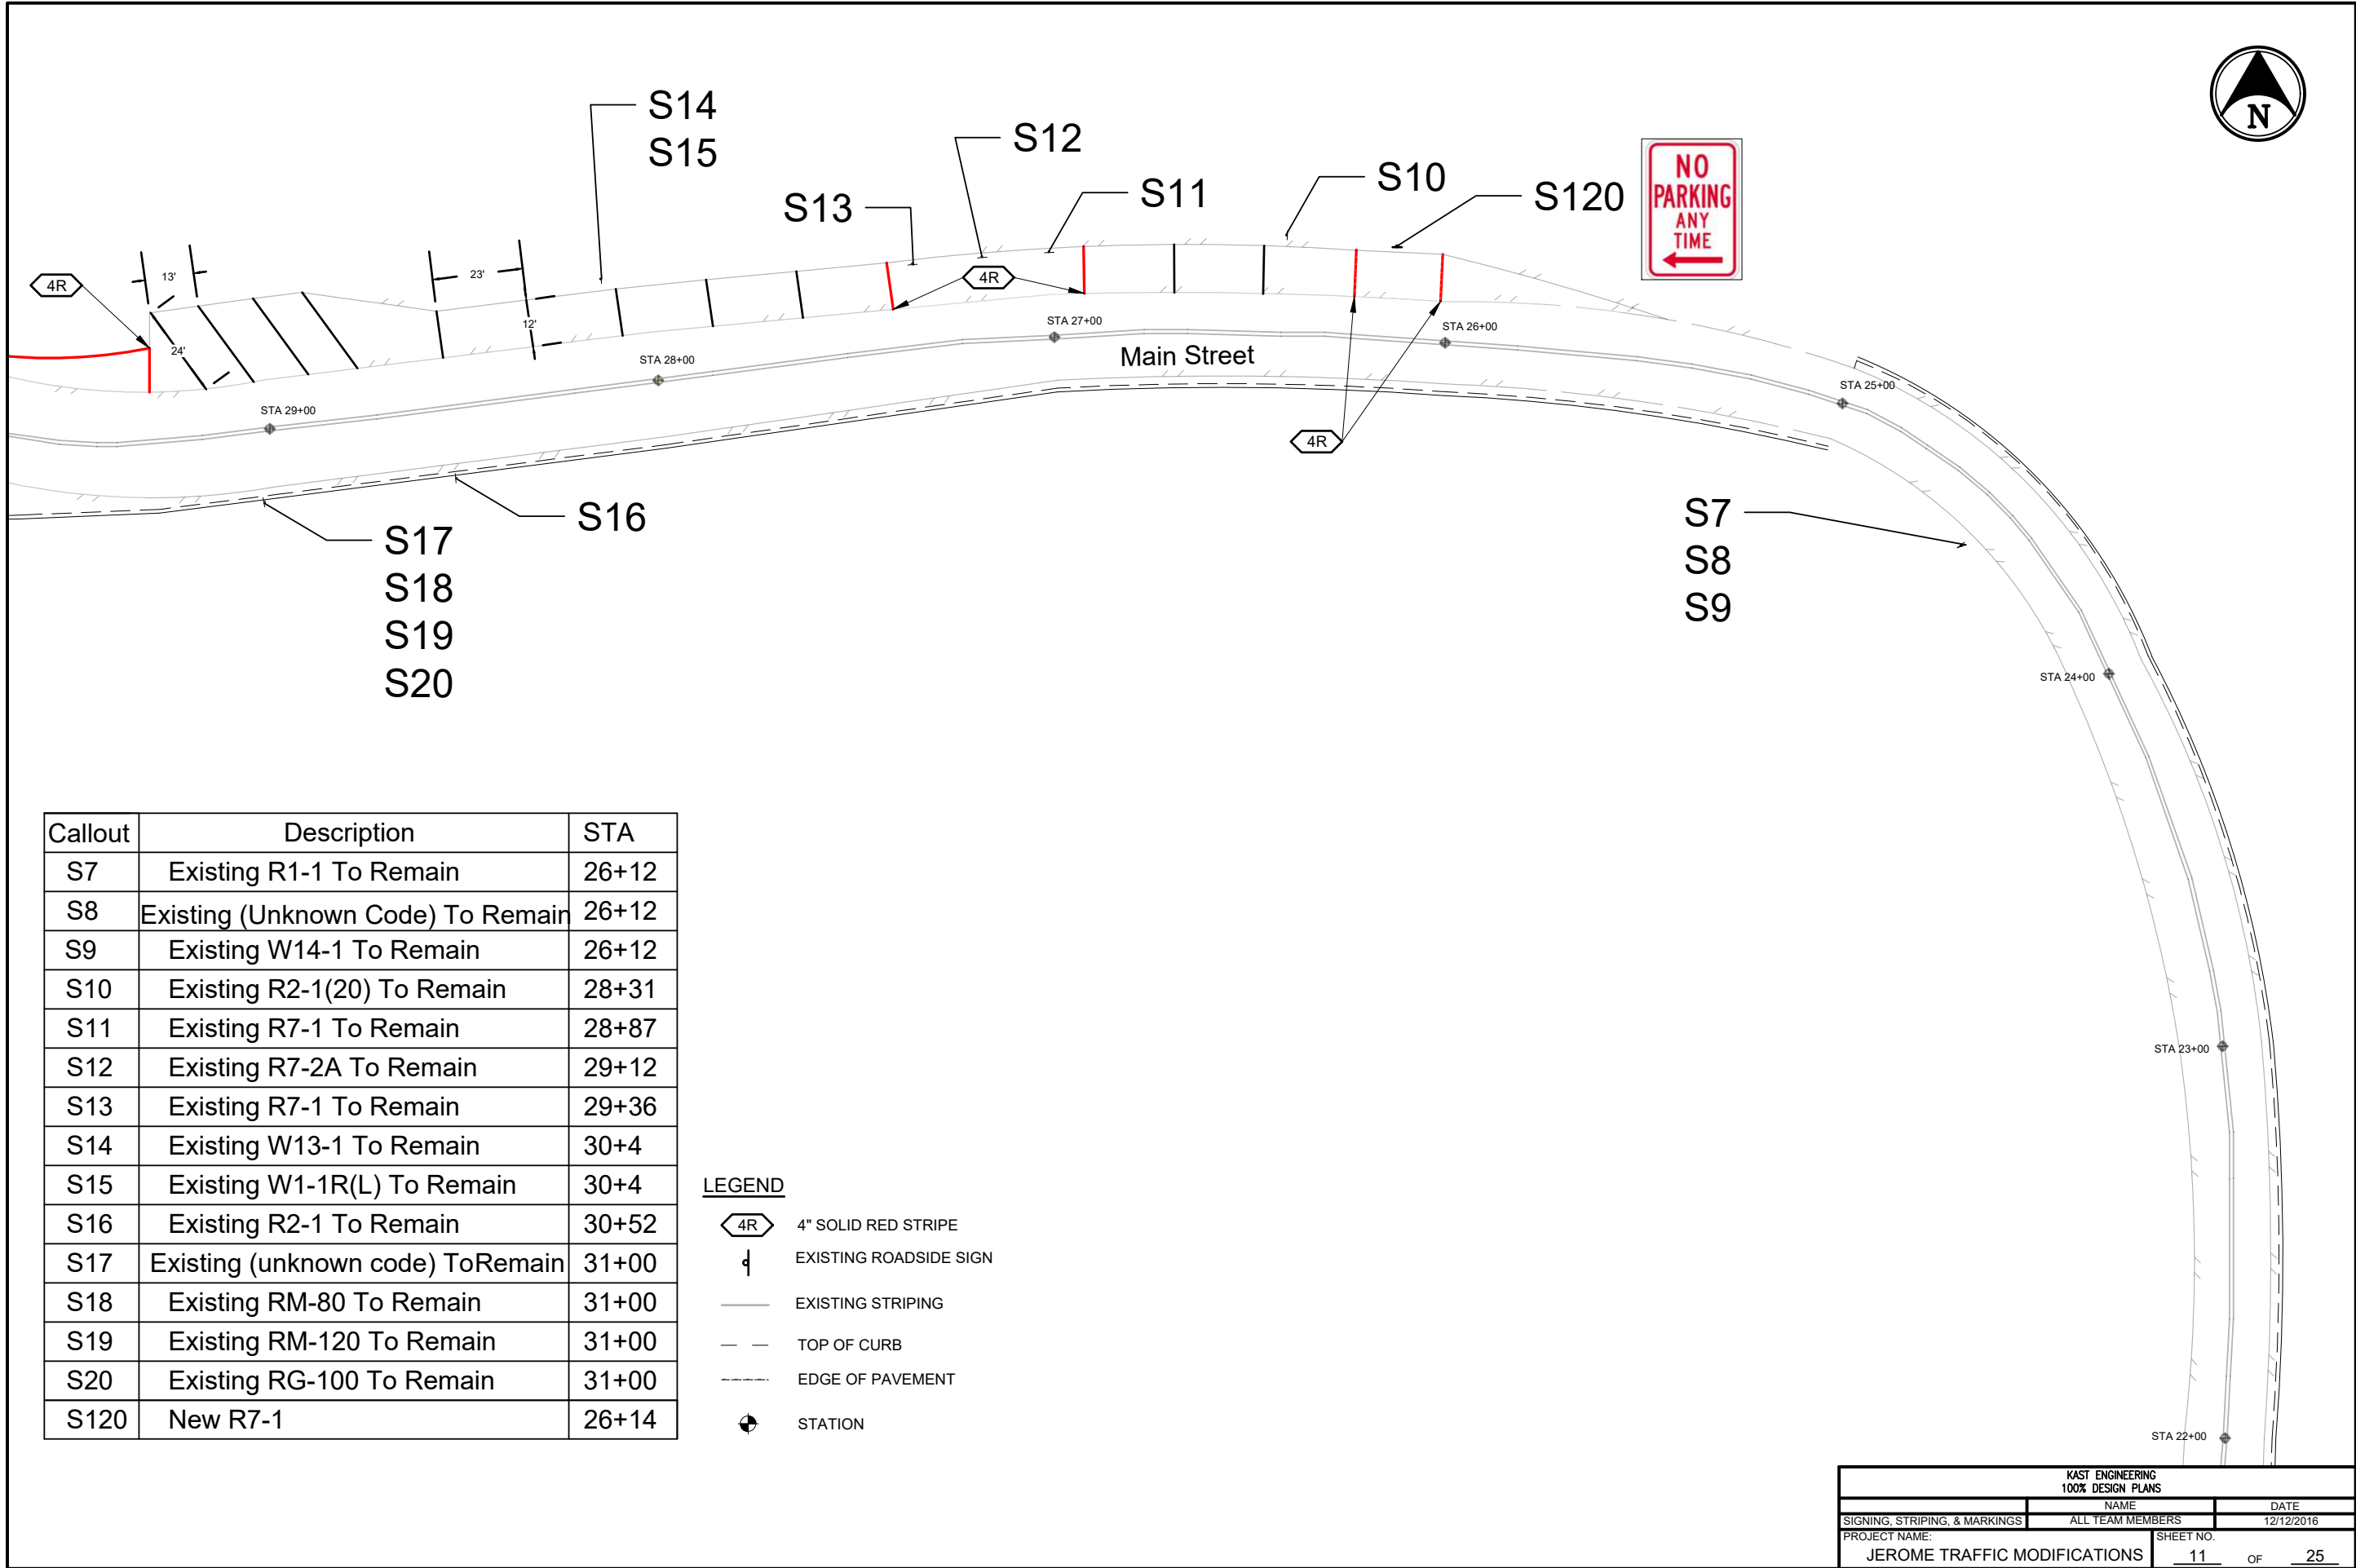 N
S14
S15
S12
S13
S11
S10
S120
NO
PARKING
ANY
TIME
4R
13'
23'
24'
12'
4R
STA 29+00
STA 28+00
STA 27+00
STA 26+00
STA 25+00
Main Street
4R
S16
S17
S18
S19
S20
S7
S8
S9
STA 24+00
STA 23+00
STA 22+00
Callout Description STA
S7 Existing R1-1 To Remain 26+12
S8 Existing (Unknown Code) To Remain 26+12
S9 Existing W14-1 To Remain 26+12
S10 Existing R2-1(20) To Remain 28+31
S11 Existing R7-1 To Remain 28+87
S12 Existing R7-2A To Remain 29+12
S13 Existing R7-1 To Remain 29+36
S14 Existing W13-1 To Remain 30+4
S15 Existing W1-1R(L) To Remain 30+4
S16 Existing R2-1 To Remain 30+52
S17 Existing (unknown code) ToRemain 31+00
S18 Existing RM-80 To Remain 31+00
S19 Existing RM-120 To Remain 31+00
S20 Existing RG-100 To Remain 31+00
S120 New R7-1 26+14
LEGEND
4R 4" SOLID RED STRIPE
EXISTING ROADSIDE SIGN
EXISTING STRIPING
TOP OF CURB
EDGE OF PAVEMENT
STATION
KAST ENGINEERING
100% DESIGN PLANS
NAME DATE
SIGNING, STRIPING, & MARKINGS ALL TEAM MEMBERS 12/12/2016
PROJECT NAME: SHEET NO.
JEROME TRAFFIC MODIFICATIONS 11 OF 25